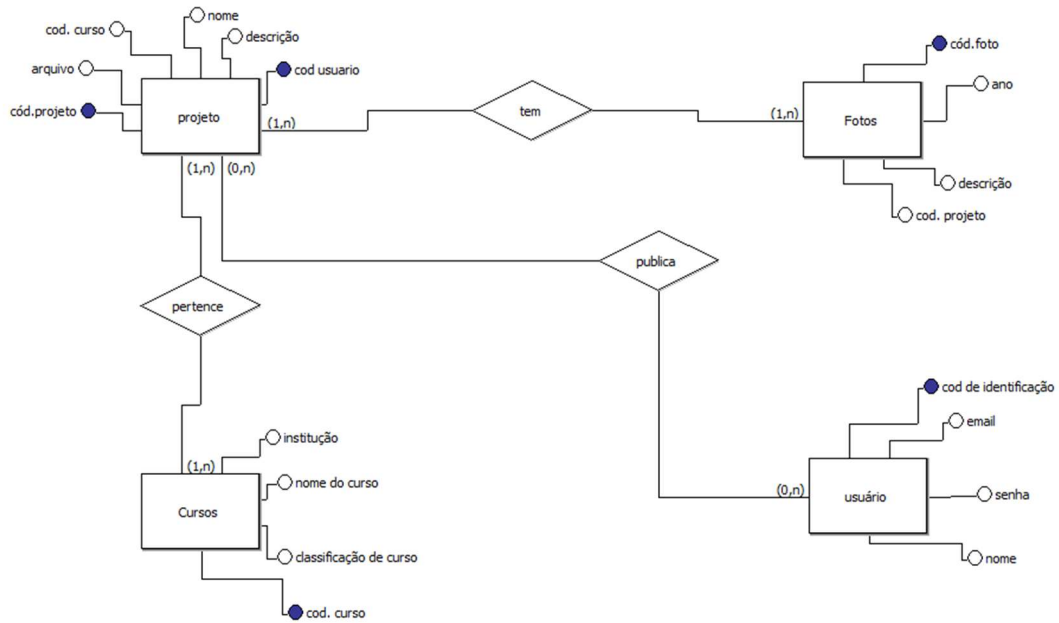 nome
cod. curso
descrição
arquivo
cod usuario
cód.projeto
projeto
(1,n)
(1,n)
(0,n)
tem
cód.foto
ano
(1,n)
Fotos
descrição
cod. projeto
publica
pertence
cod de identificação
email
(0,n)
usuário
senha
nome
(1,n)
institução
nome do curso
Cursos
classificação de curso
cod. curso